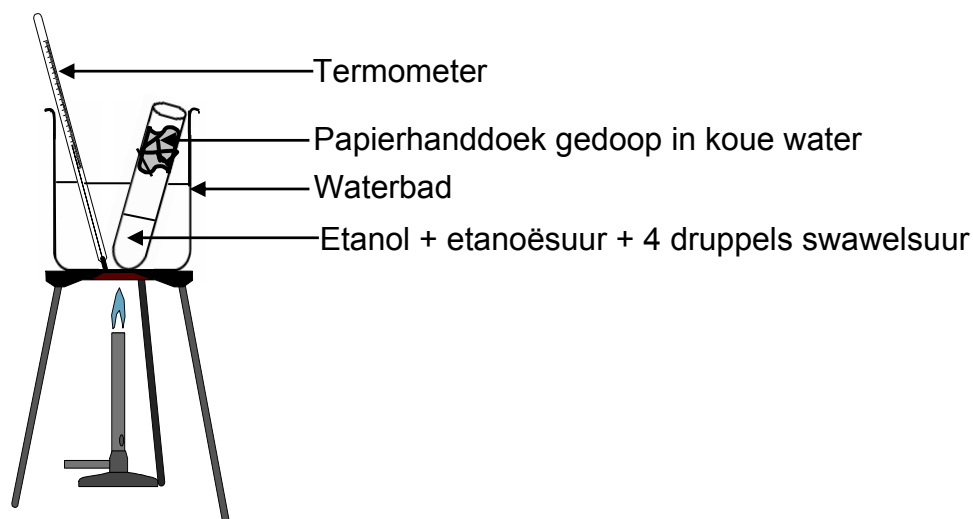 Termometer
Papierhanddoek gedoop in koue water
Waterbad
Etanol + etanoësuur + 4 druppels swawelsuur